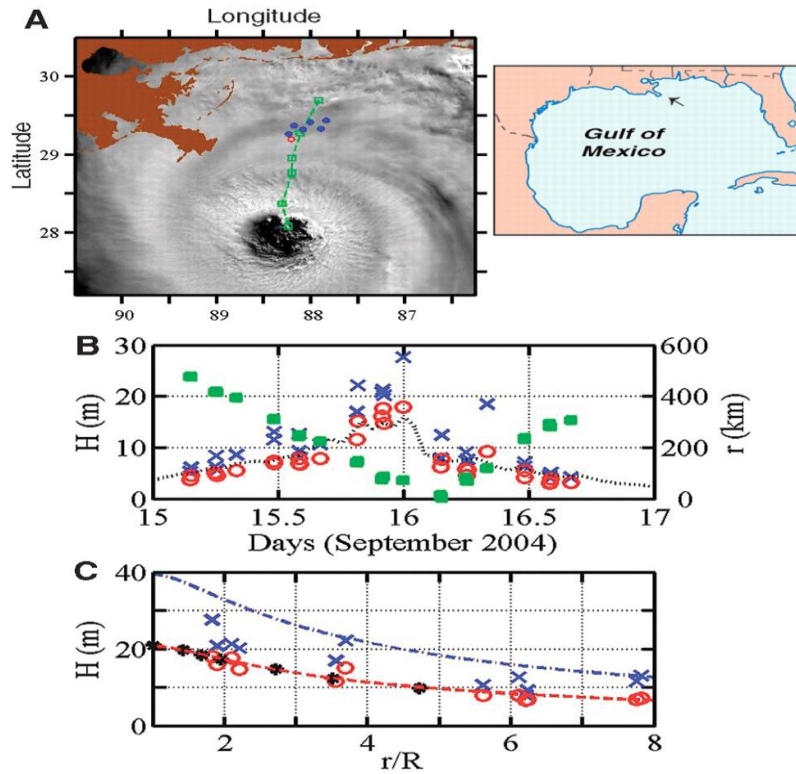 Longitude
A
30
29
28
Latitude
90 89 88 87
Gulf of
Mexico
B
30 600
20 400
10 200
0 0
H (m)
r (km)
15 15.5 16 16.5 17
Days (September 2004)
C
40
20
0
H (m)
2 4 6 8
r/R